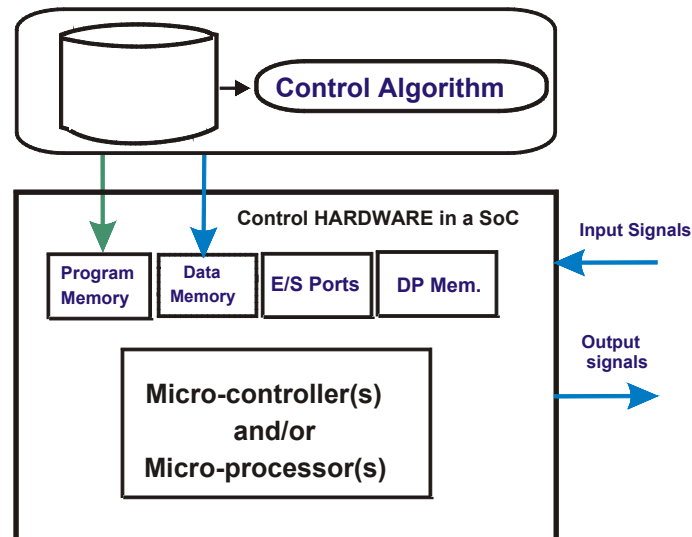 Control Algorithm
Control HARDWARE in a SoC
Input Signals
Program
Memory
Data
Memory
E/S Ports
DP Mem.
Output
signals
Micro-controller(s)
and/or
Micro-processor(s)